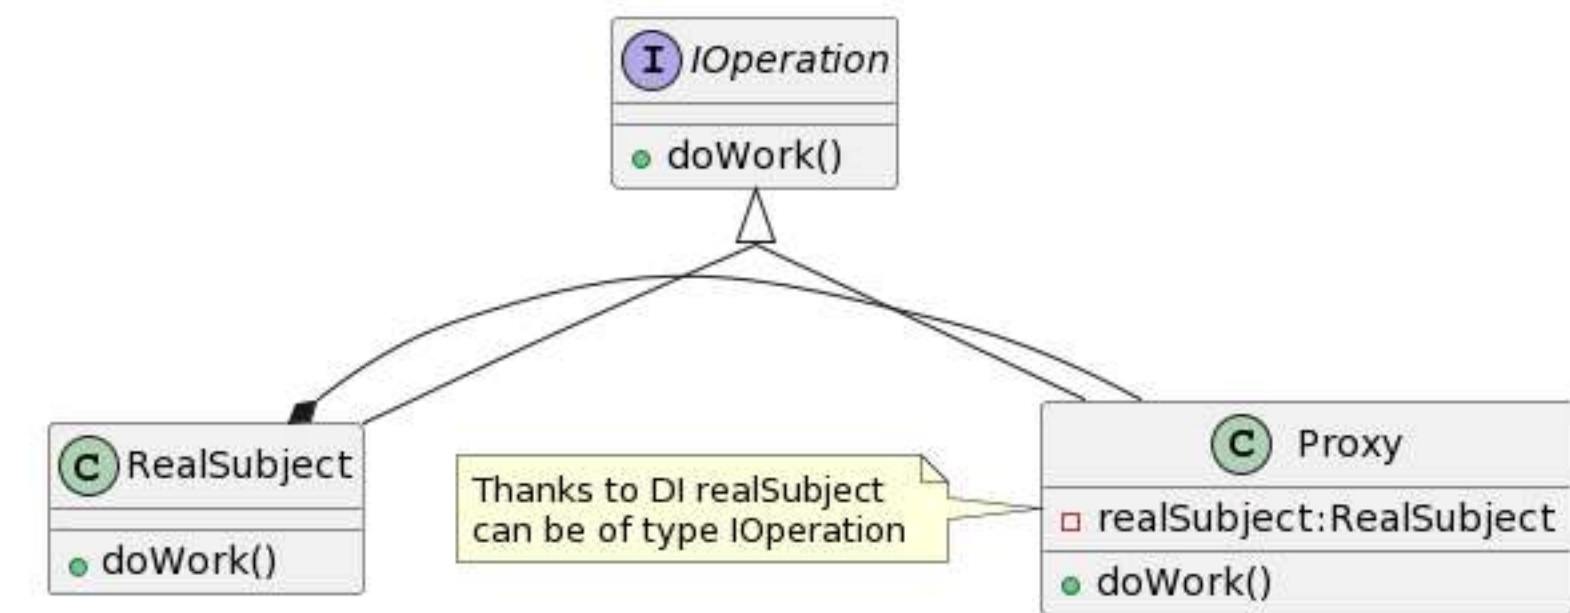 I IOperation
doWork()
C RealSubject
doWork()
Thanks to DI realSubject
can be of type IOperation
C Proxy
realSubject:RealSubject
doWork()